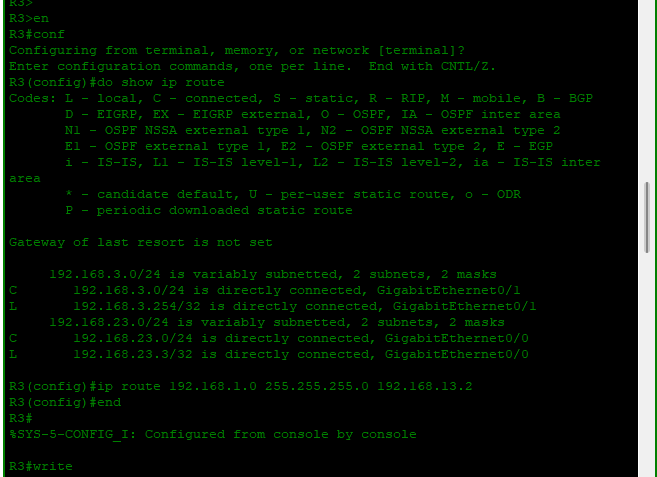 R3>
R3>en
R3#conf
Configuring from terminal, memory, or network [terminal]?
Enter configuration commands, one per line.  End with CNTL/Z.
R3(config)#do show ip route
Codes: L - local, C - connected, S - static, R - RIP, M - mobile, B - BGP
       D - EIGRP, EX - EIGRP external, O - OSPF, IA - OSPF inter area
       N1 - OSPF NSSA external type 1, N2 - OSPF NSSA external type 2
       E1 - OSPF external type 1, E2 - OSPF external type 2, E - EGP
       i - IS-IS, L1 - IS-IS level-1, L2 - IS-IS level-2, ia - IS-IS inter
area
       * - candidate default, U - per-user static route, o - ODR
       P - periodic downloaded static route
Gateway of last resort is not set
     192.168.3.0/24 is variably subnetted, 2 subnets, 2 masks
C       192.168.3.0/24 is directly connected, GigabitEthernet0/1
L       192.168.3.254/32 is directly connected, GigabitEthernet0/1
     192.168.23.0/24 is variably subnetted, 2 subnets, 2 masks
C       192.168.23.0/24 is directly connected, GigabitEthernet0/0
L       192.168.23.3/32 is directly connected, GigabitEthernet0/0
R3(config)#ip route 192.168.1.0 255.255.255.0 192.168.13.2
R3(config)#end
R3#
%SYS-5-CONFIG_I: Configured from console by console
R3#write